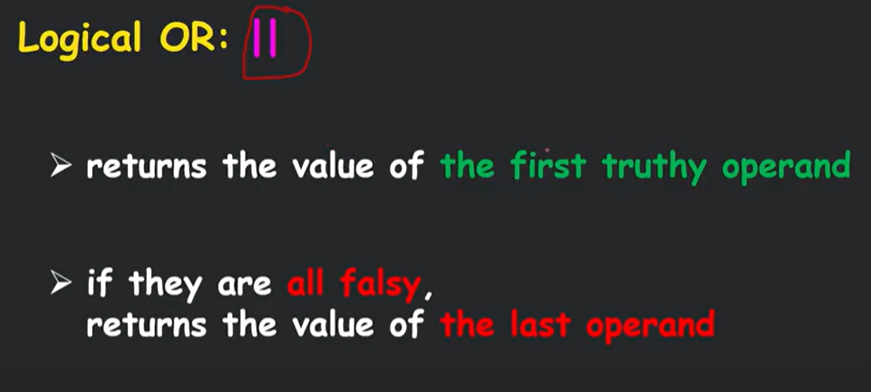 Logical OR: ||
➢ returns the value of the first truthy operand
➢ if they are all falsy,
returns the value of the last operand